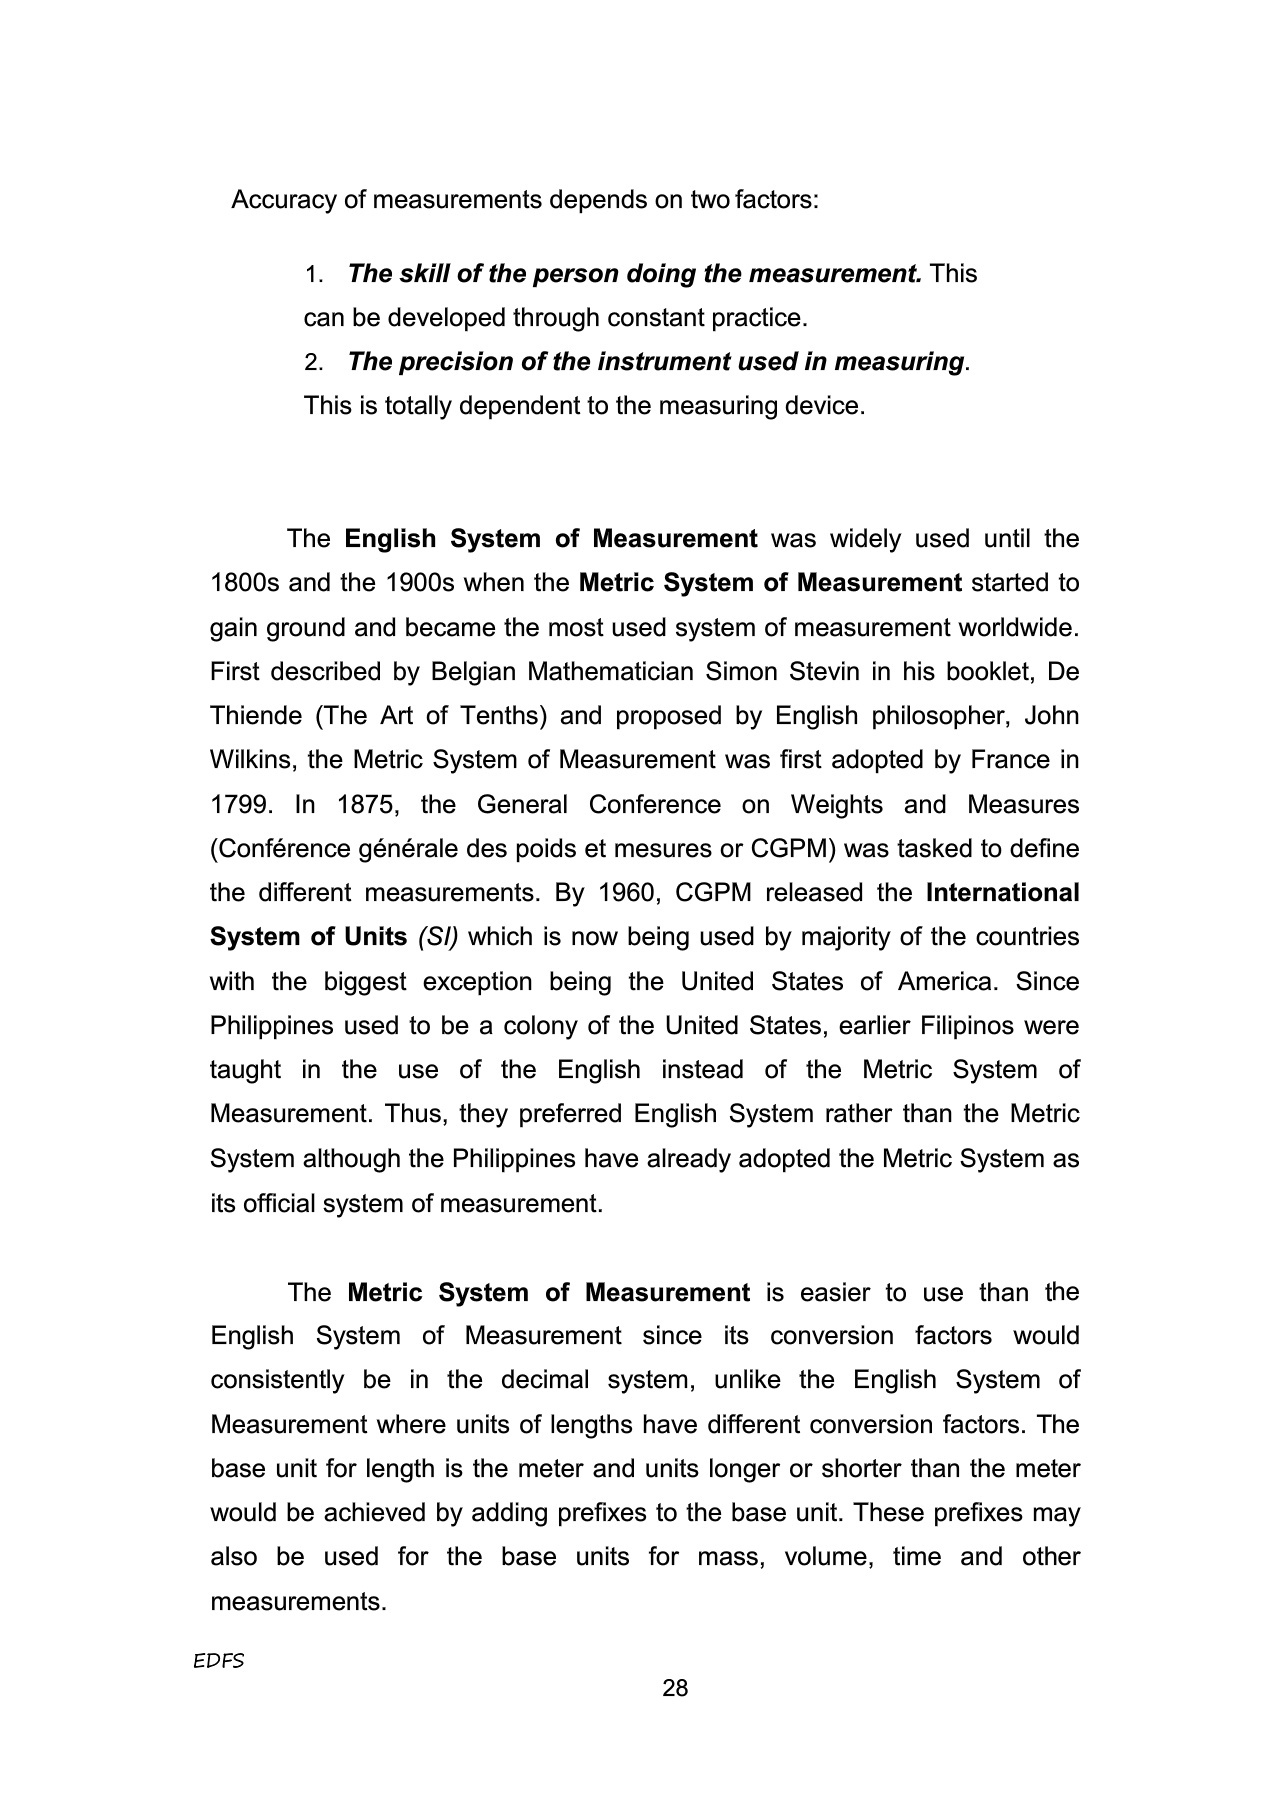 Accuracy of measurements depends on two factors:
1. The skill of the person doing the measurement. This
can be developed through constant practice.
2. The precision of the instrument used in measuring.
This is totally dependent to the measuring device.
The English System of Measurement was widely used until the
1800s and the 1900s when the Metric System of Measurement started to
gain ground and became the most used system of measurement worldwide.
First described by Belgian Mathematician Simon Stevin in his booklet, De
Thiende (The Art of Tenths) and proposed by English philosopher, John
Wilkins, the Metric System of Measurement was first adopted by France in
1799. In 1875, the General Conference on Weights and Measures
(Conférence générale des poids et mesures or CGPM) was tasked to define
the different measurements. By 1960, CGPM released the International
System of Units (SI) which is now being used by majority of the countries
with the biggest exception being the United States of America. Since
Philippines used to be a colony of the United States, earlier Filipinos were
taught in the use of the English instead of the Metric System of
Measurement. Thus, they preferred English System rather than the Metric
System although the Philippines have already adopted the Metric System as
its official system of measurement.
The Metric System of Measurement is easier to use than the
English System of Measurement since its conversion factors would
consistently be in the decimal system, unlike the English System of
Measurement where units of lengths have different conversion factors. The
base unit for length is the meter and units longer or shorter than the meter
would be achieved by adding prefixes to the base unit. These prefixes may
also be used for the base units for mass, volume, time and other
measurements.
EDFS
28